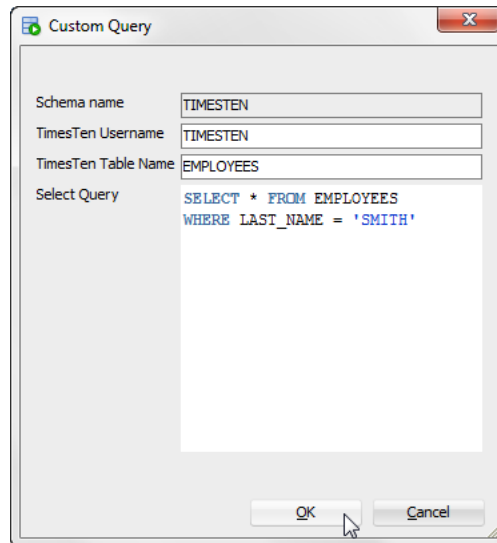 Custom Query
Schema name TIMESTEN
TimesTen Username TIMESTEN
TimesTen Table Name EMPLOYEES
Select Query SELECT * FROM EMPLOYEES
WHERE LAST_NAME = 'SMITH'
OK Cancel